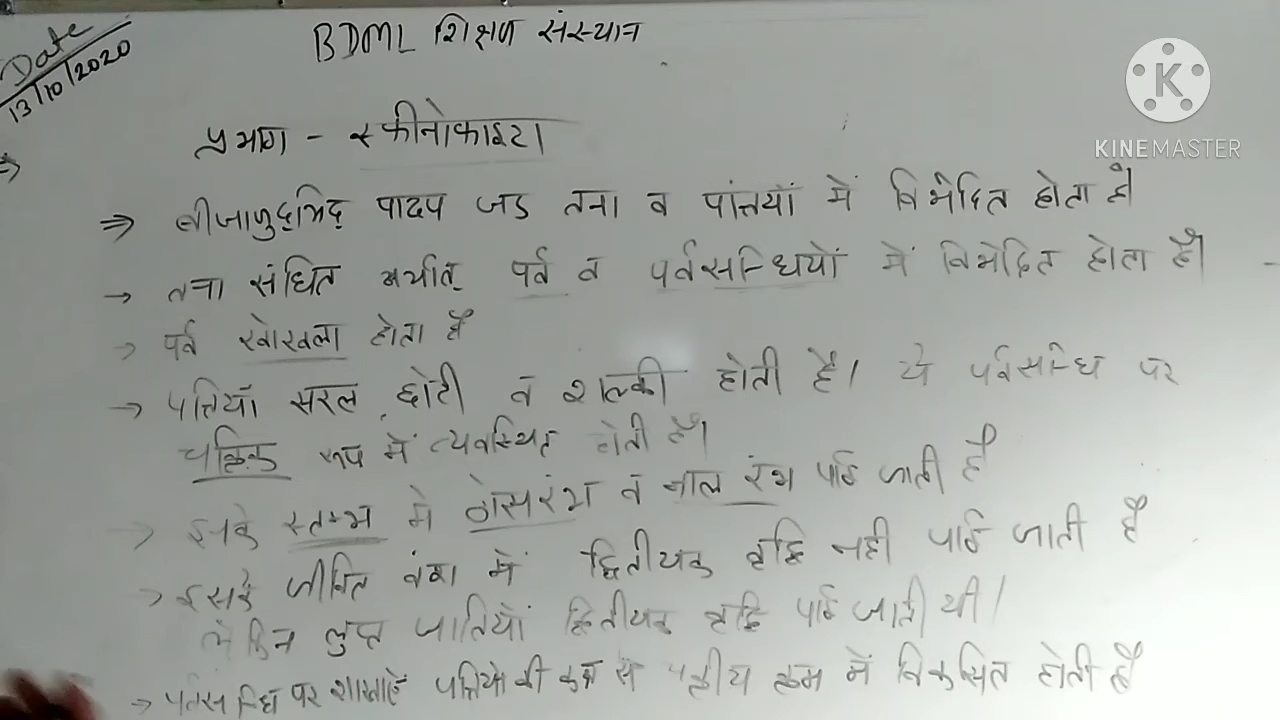 Date
13/10/2020
BDML शिक्षण संस्थान
KINEMASTER
प्रभाग - स्फीनोफाइटा
⇒ बीजाणुद्भिद् पादप जड तना व पत्तियाँ में विभेदित होता है।
→ तना संधित अर्थात् पर्व व पर्वसन्धियों में विभेदित होता है।
→ पर्व खोखला होता है
→ पत्तियाँ सरल, छोटी व शल्की होती है। ये पर्वसन्धि पर
चक्रिक रूप में व्यवस्थित होती है।
→ इसके स्तम्भ मे ठोसरंभ व नाल रंभ पाई जाती है
→ इसके जीवित वंश में द्वितीयक वृद्धि नही पाई जाती है
लेकिन लुप्त जातियाँ द्वितीयक वृद्धि पाई जाती थी।
→ पर्वसन्धि पर शाखाएँ पत्तियो की कक्ष से क्रम में विकसित होती है